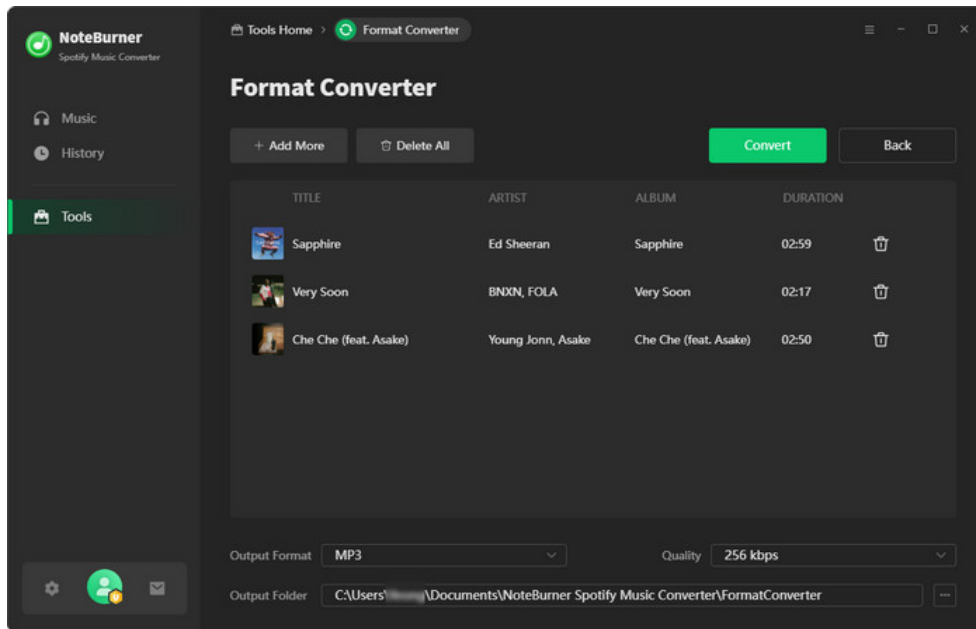 NoteBurner
Spotify Music Converter
Music
History
Tools
Tools Home > Format Converter
Format Converter
+ Add More Delete All Convert Back
TITLE ARTIST ALBUM DURATION
Sapphire Ed Sheeran Sapphire 02:59
Very Soon BNXN, FOLA Very Soon 02:17
Che Che (feat. Asake) Young Jonn, Asake Che Che (feat. Asake) 02:50
Output Format MP3 Quality 256 kbps
Output Folder C:\Users\ \Documents\NoteBurner Spotify Music Converter\FormatConverter ...